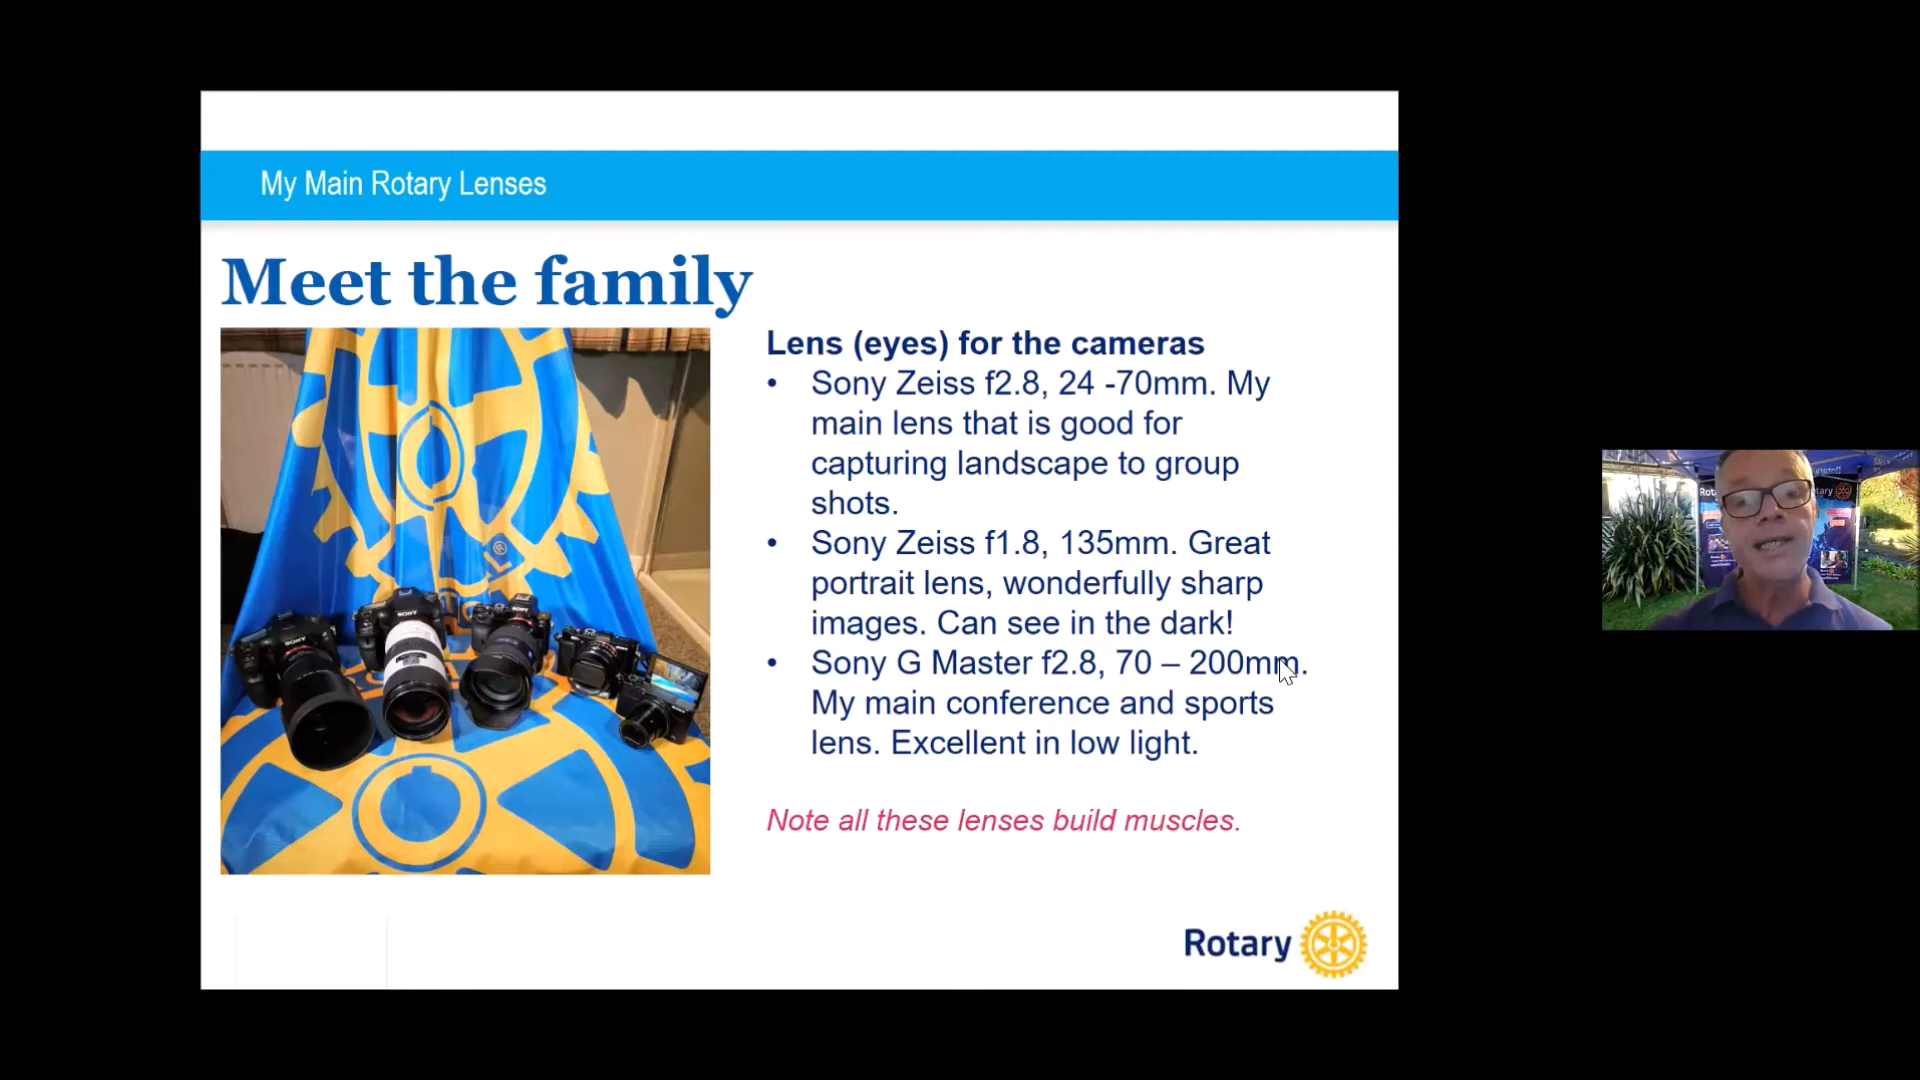 My Main Rotary Lenses
Meet the family
Lens (eyes) for the cameras
• Sony Zeiss f2.8, 24 -70mm. My
main lens that is good for
capturing landscape to group
shots.
• Sony Zeiss f1.8, 135mm. Great
portrait lens, wonderfully sharp
images. Can see in the dark!
• Sony G Master f2.8, 70 – 200mm.
My main conference and sports
lens. Excellent in low light.
Note all these lenses build muscles.
Rotary
SONY
SONY